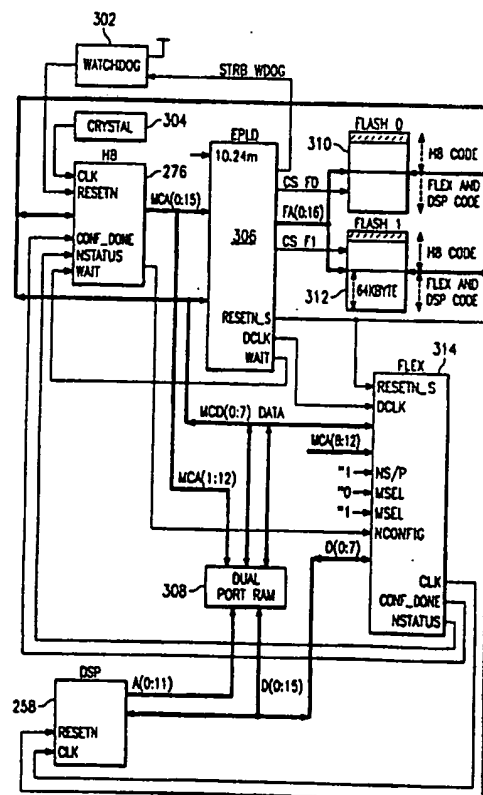 302
WATCHDOG
STRB WDOG
CRYSTAL
304
EPLD
FLASH 0
H8
276
10.24m
310
H8 CODE
CLK
RESETN
MCA(0:15)
CS F0
FLEX AND
DSP CODE
FA(0:16)
FLASH 1
CONF_DONE
NSTATUS
WAIT
306
CS F1
H8 CODE
312
64KBYTE
FLEX AND
DSP CODE
RESETN_S
DCLK
WAIT
FLEX
314
RESETN_S
DCLK
MCD(0:7) DATA
MCA(8:12)
MCA(1:12)
"1 NS/P
"0 MSEL
"1 MSEL
NCONFIG
D(0:7)
308
DUAL
PORT RAM
CLK
CONF_DONE
NSTATUS
DSP
A(0:11)
D(0:15)
258
RESETN
CLK